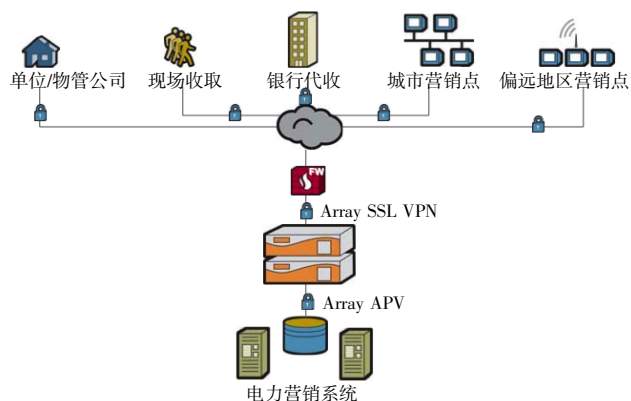 单位/物管公司
现场收取
银行代收
城市营销点
偏远地区营销点
FW
Array SSL VPN
Array APV
电力营销系统